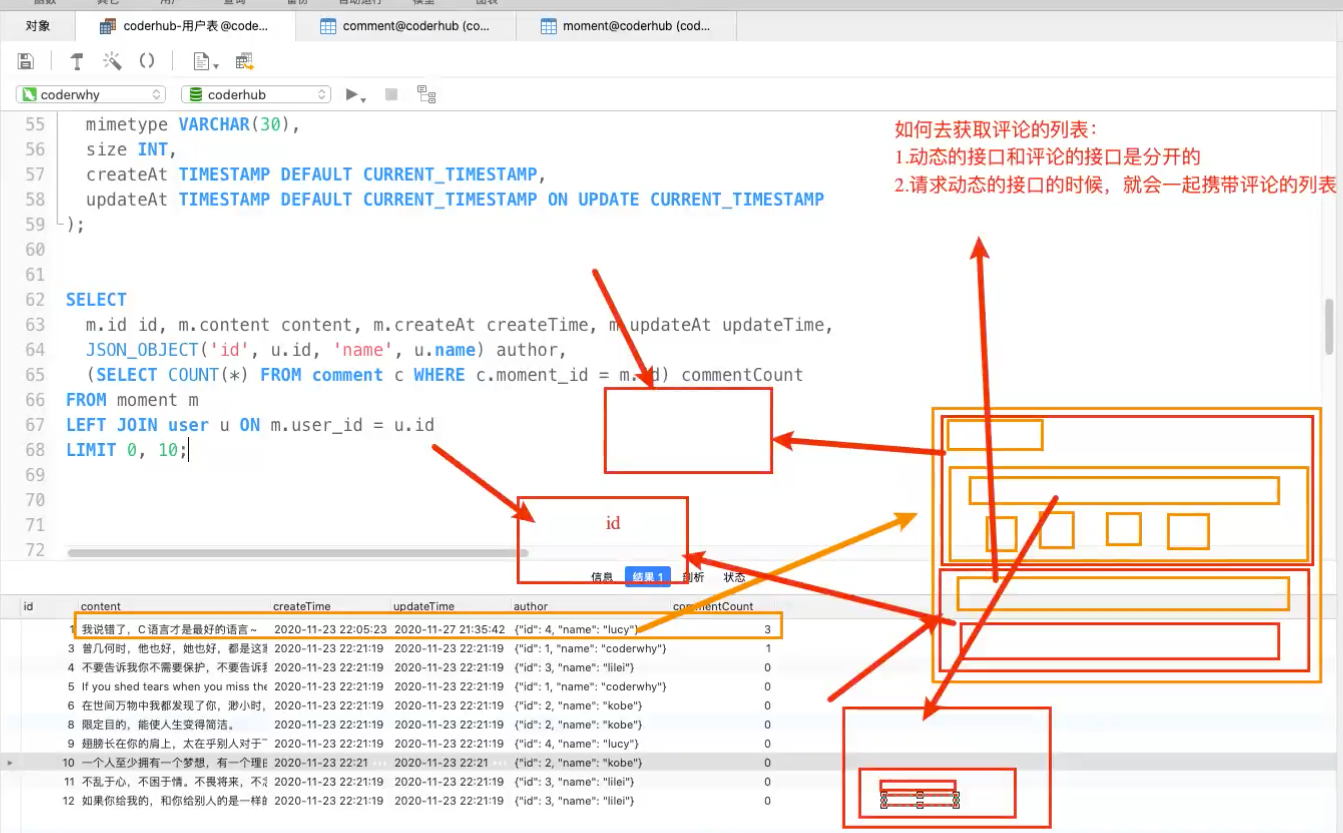 对象
coderhub-用户表 @code...
comment@coderhub (co...
moment@coderhub (cod...
coderwhy
coderhub
55 mimetype VARCHAR(30),
56 size INT,
57 createAt TIMESTAMP DEFAULT CURRENT_TIMESTAMP,
58 updateAt TIMESTAMP DEFAULT CURRENT_TIMESTAMP ON UPDATE CURRENT_TIMESTAMP
59 );
60
61
62 SELECT
63 m.id id, m.content content, m.createAt createTime, m updateAt updateTime,
64 JSON_OBJECT('id', u.id, 'name', u.name) author,
65 (SELECT COUNT(*) FROM comment c WHERE c.moment_id = m. d) commentCount
66 FROM moment m
67 LEFT JOIN user u ON m.user_id = u.id
68 LIMIT 0, 10;
69
70
71
72
如何去获取评论的列表：
1.动态的接口和评论的接口是分开的
2.请求动态的接口的时候，就会一起携带评论的列表
id
信息 结果 1 剖析 状态
id content createTime updateTime author commentCount
1 我说错了，C 语言才是最好的语言~ 2020-11-23 22:05:23 2020-11-27 21:35:42 {"id": 4, "name": "lucy"} 3
3 曾几何时，他也好，她也好，都是这 2020-11-23 22:21:19 2020-11-23 22:21:19 {"id": 1, "name": "coderwhy"} 1
4 不要告诉我你不需要保护，不要告诉 2020-11-23 22:21:19 2020-11-23 22:21:19 {"id": 3, "name": "lilei"} 0
5 If you shed tears when you miss the 2020-11-23 22:21:19 2020-11-23 22:21:19 {"id": 1, "name": "coderwhy"} 0
6 在世间万物中我都发现了你，渺小时， 2020-11-23 22:21:19 2020-11-23 22:21:19 {"id": 2, "name": "kobe"} 0
8 限定目的，能使人生变得简洁。 2020-11-23 22:21:19 2020-11-23 22:21:19 {"id": 2, "name": "kobe"} 0
9 翅膀长在你的肩上，太在乎别人对于 2020-11-23 22:21:19 2020-11-23 22:21:19 {"id": 4, "name": "lucy"} 0
10 一个人至少拥有一个梦想，有一个理 2020-11-23 22:21 ··· 2020-11-23 22:21 ··· {"id": 2, "name": "kobe"} 0
11 不乱于心，不困于情。不畏将来，不 2020-11-23 22:21:19 2020-11-23 22:21:19 {"id": 3, "name": "lilei"} 0
12 如果你给我的，和你给别人的是一样 2020-11-23 22:21:19 2020-11-23 22:21:19 {"id": 3, "name": "lilei"} 0